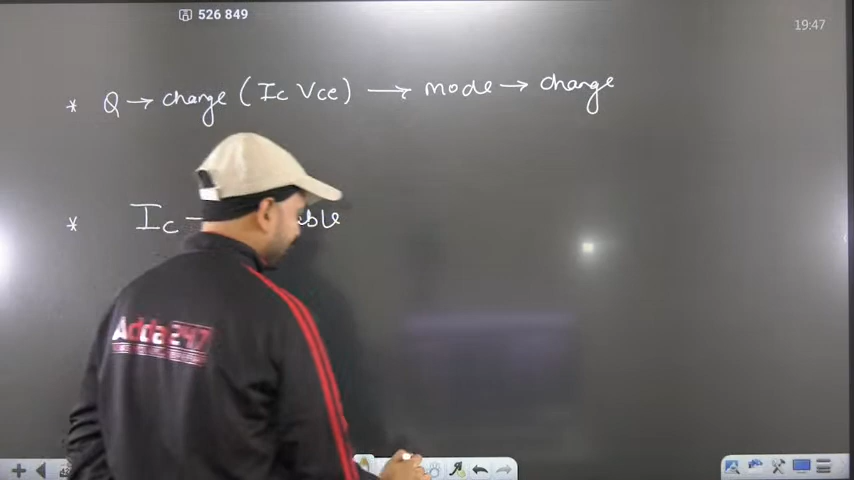 526 849
19:47
* Q → change (Ic VCE) → mode → change
* Ic
Adda247